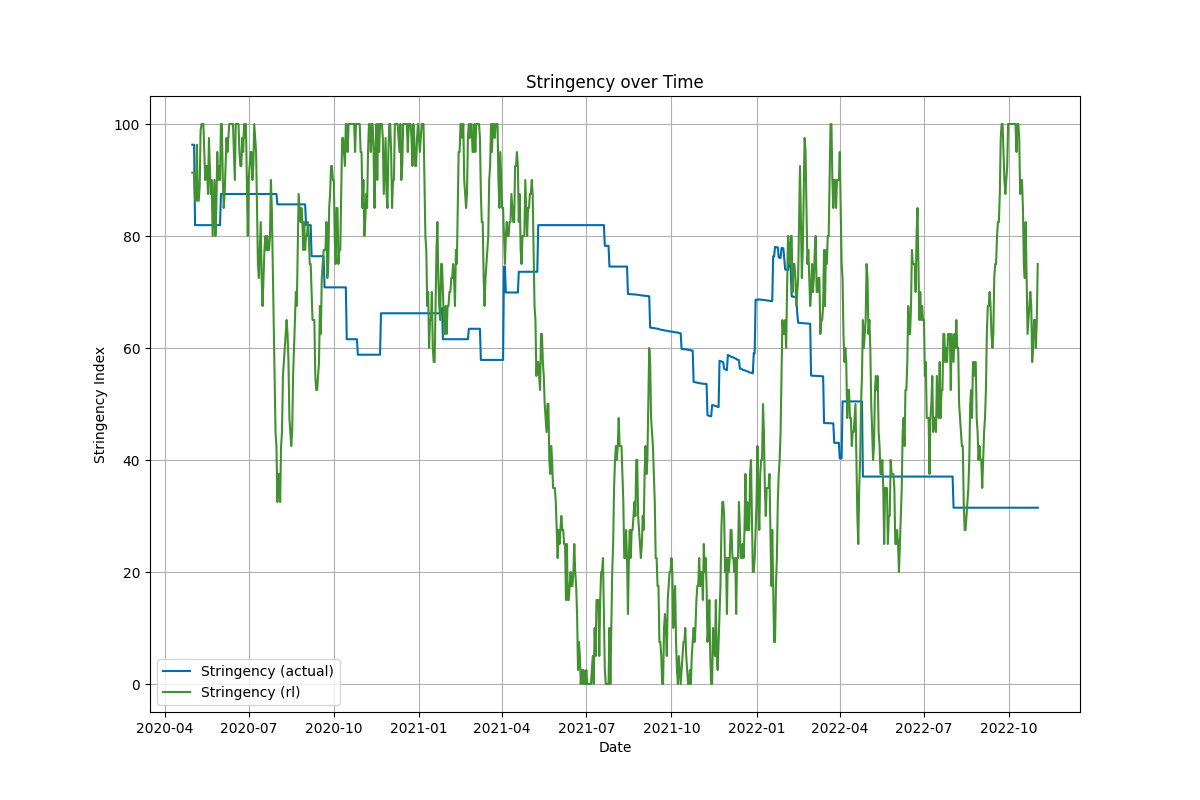 Stringency over Time
100
80
60
40
20
0
Stringency Index
Stringency (actual)
Stringency (rl)
2020-04 2020-07 2020-10 2021-01 2021-04 2021-07 2021-10 2022-01 2022-04 2022-07 2022-10
Date